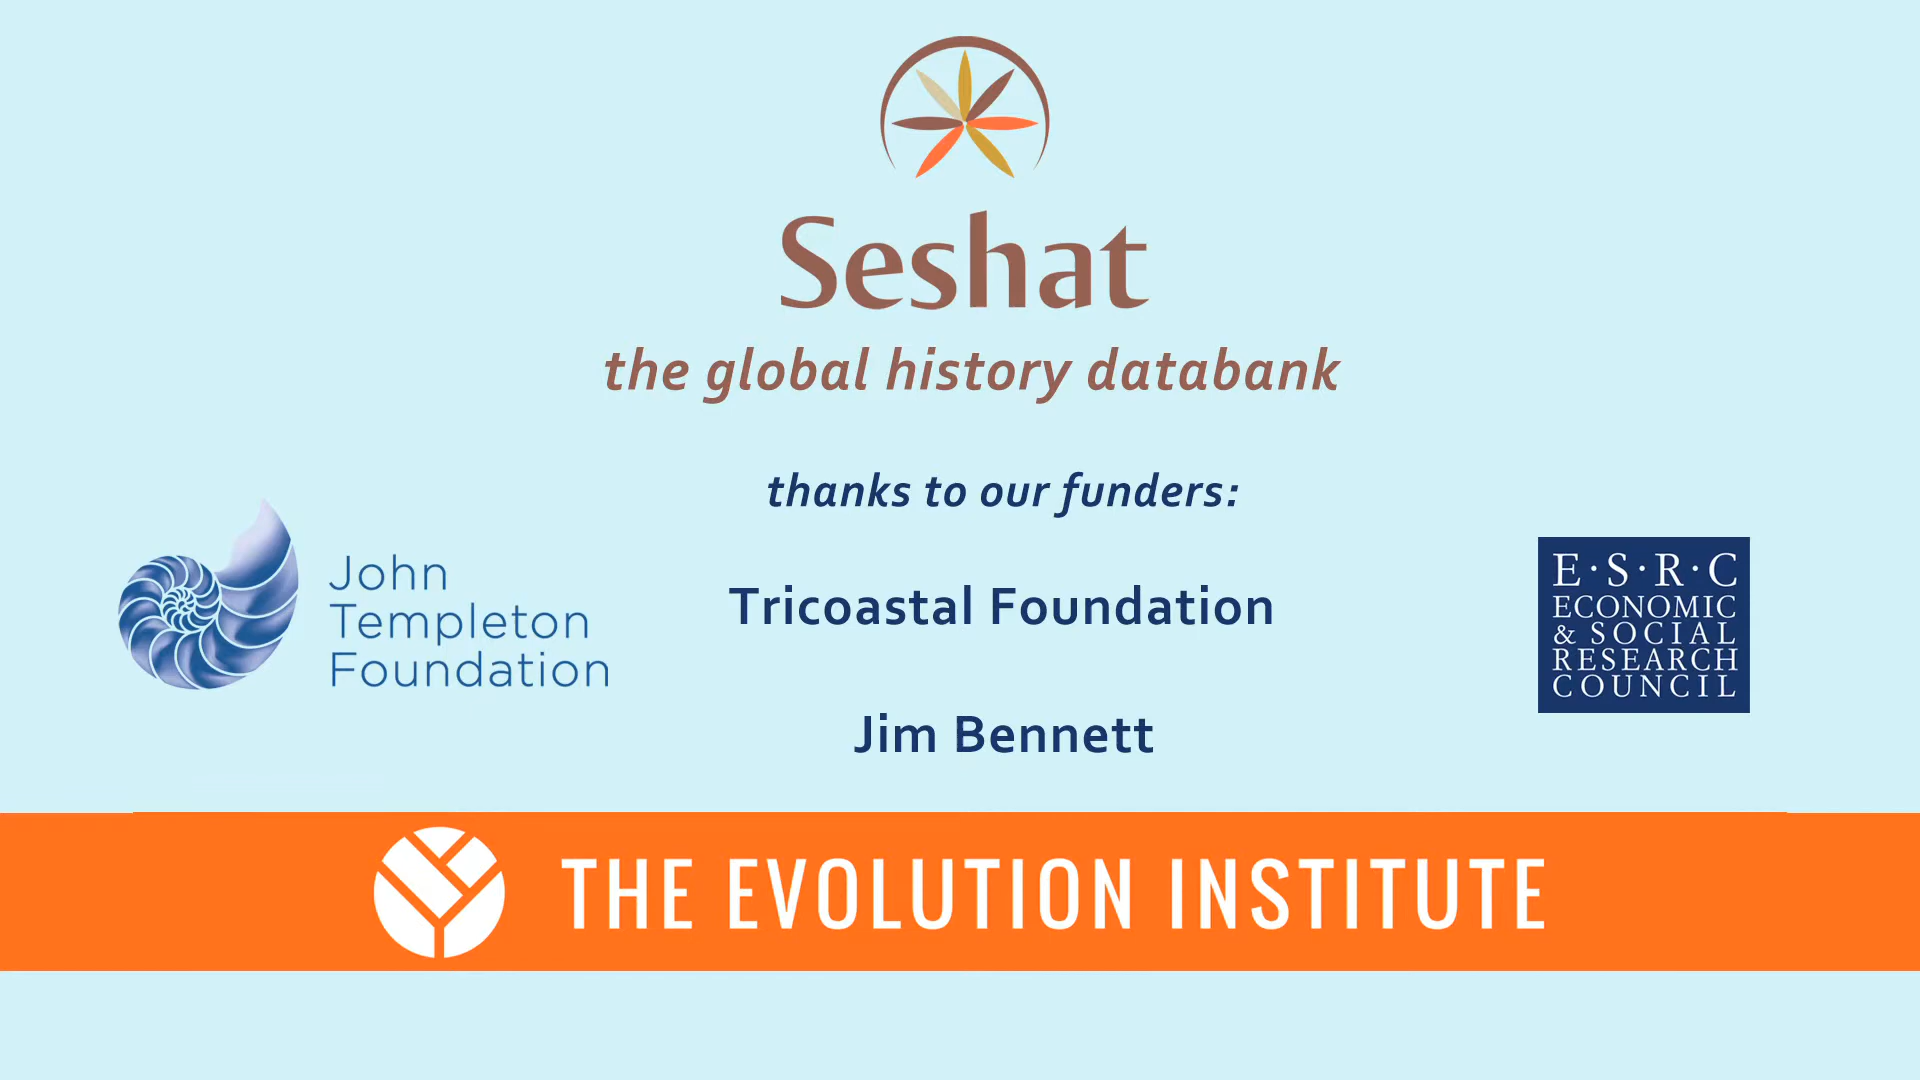 Seshat
the global history databank
thanks to our funders:
John
Templeton
Foundation
Tricoastal Foundation
Jim Bennett
E·S·R·C
ECONOMIC
& SOCIAL
RESEARCH
COUNCIL
THE EVOLUTION INSTITUTE